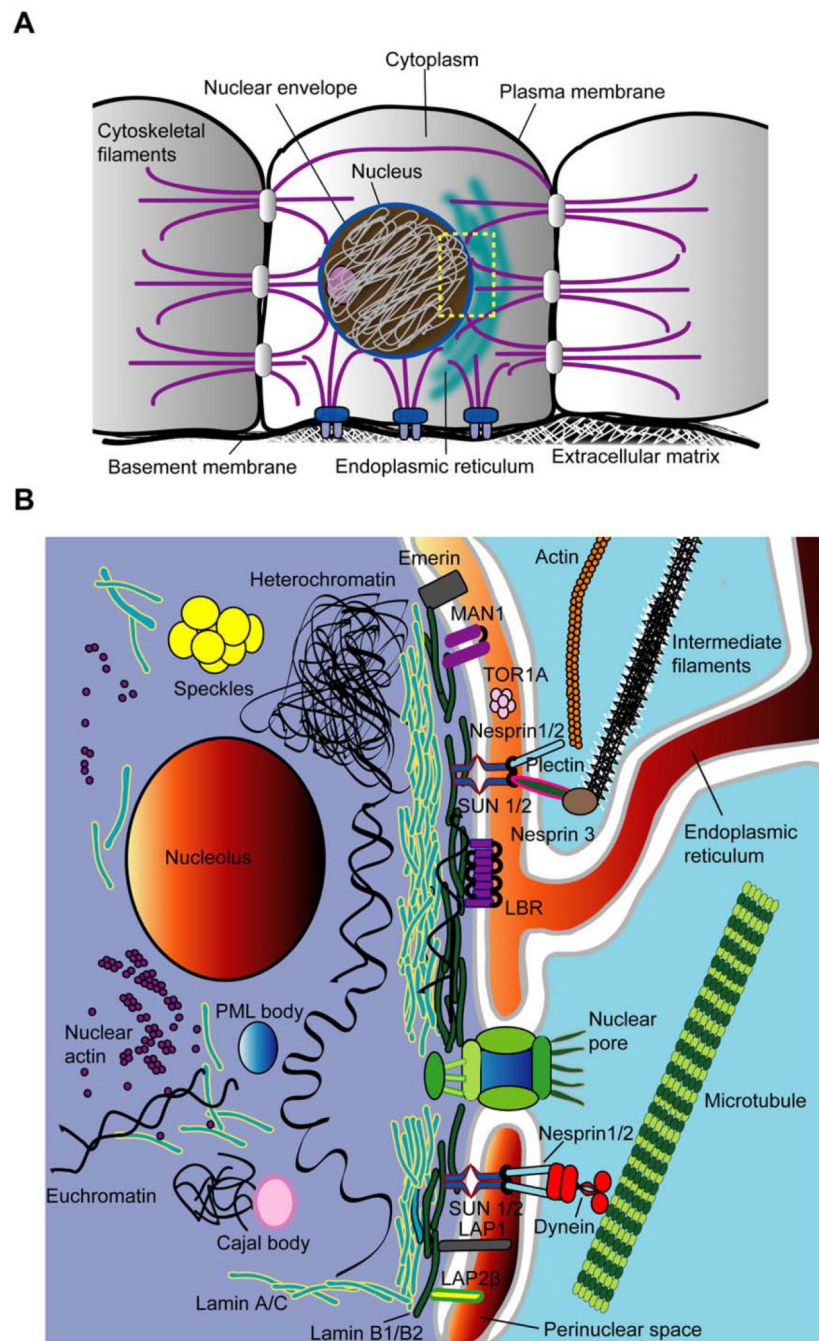 A
Cytoplasm
Nuclear envelope
Plasma membrane
Cytoskeletal
filaments
Nucleus
Basement membrane
Endoplasmic reticulum
Extracellular matrix
B
Emerin
Actin
Heterochromatin
MAN1
Intermediate
filaments
TOR1A
Speckles
Nesprin1/2
Plectin
SUN 1/2
Nesprin 3
Endoplasmic
reticulum
Nucleolus
LBR
PML body
Nuclear
pore
Nuclear
actin
Microtubule
Nesprin1/2
Euchromatin
SUN 1/2
Dynein
LAP1
Cajal body
LAP2β
Lamin A/C
Lamin B1/B2
Perinuclear space